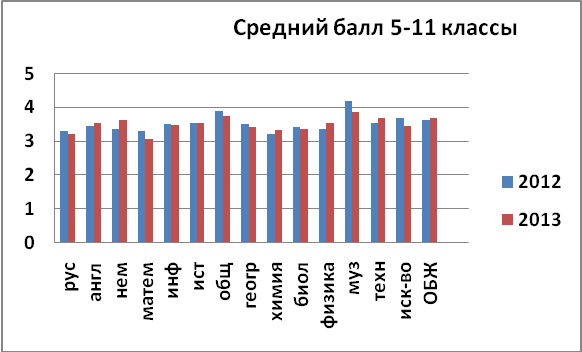 Средний балл 5-11 классы
5
4
3
2
1
0
рус
англ
нем
матем
инф
ист
общ
геогр
химия
биол
физика
муз
техн
иск-во
ОБЖ
2012
2013